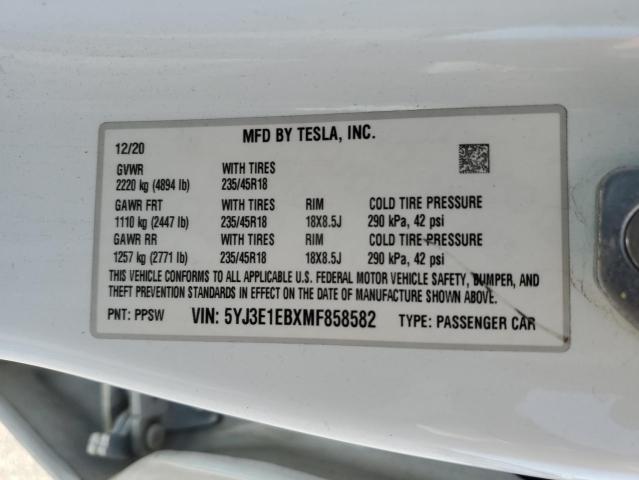 MFD BY TESLA, INC.
12/20
GVWR WITH TIRES
2220 kg (4894 lb) 235/45R18
GAWR FRT WITH TIRES RIM COLD TIRE PRESSURE
1110 kg (2447 lb) 235/45R18 18X8.5J 290 kPa, 42 psi
GAWR RR WITH TIRES RIM COLD TIRE PRESSURE
1257 kg (2771 lb) 235/45R18 18X8.5J 290 kPa, 42 psi
THIS VEHICLE CONFORMS TO ALL APPLICABLE U.S. FEDERAL MOTOR VEHICLE SAFETY, BUMPER, AND
THEFT PREVENTION STANDARDS IN EFFECT ON THE DATE OF MANUFACTURE SHOWN ABOVE.
PNT: PPSW VIN: 5YJ3E1EBXMF858582 TYPE: PASSENGER CAR